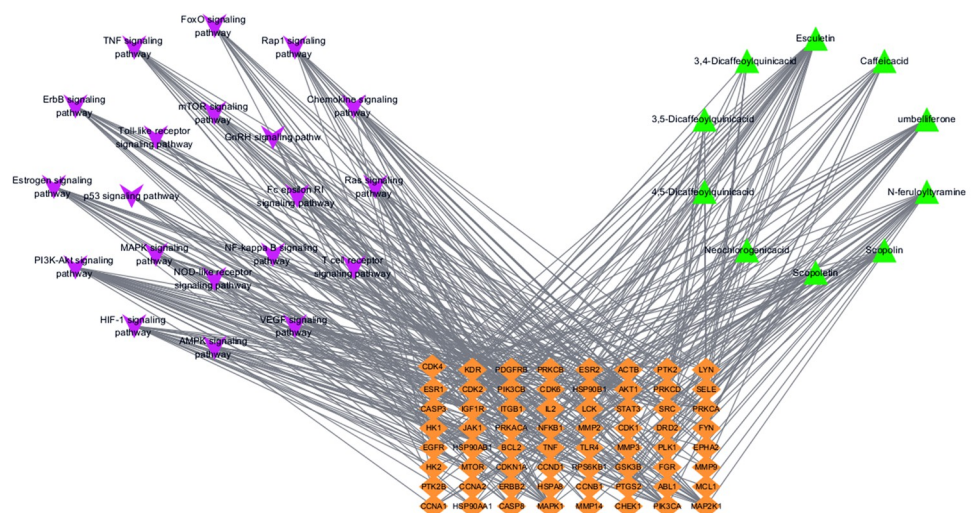 FoxO signaling
pathway
TNF signaling
pathway
Rap1 signaling
pathway
ErbB signaling
pathway
mTOR signaling
pathway
Chemokine signaling
pathway
Toll-like receptor
signaling pathway
GnRH signaling pathw
Estrogen signaling
pathway
p53 signaling pathway
Fc epsilon RI
signaling pathway
Ras signaling
pathway
MAPK signaling
pathway
NF-kappa B signaling
pathway
PI3K-Akt signaling
pathway
NOD-like receptor
signaling pathway
T cell receptor
signaling pathway
HIF-1 signaling
pathway
VEGF signaling
pathway
AMPK signaling
pathway
Esculetin
3,4-Dicaffeoylquinicacid
Caffeicacid
3,5-Dicaffeoylquinicacid
umbelliferone
4,5-Dicaffeoylquinicacid
N-feruloyltyramine
Neochlorogenicacid
Scopolin
Scopoletin
CDK4 KDR PDGFRB PRKCB ESR2 ACTB PTK2 LYN
ESR1 CDK2 PIK3CB CDK6 HSP90B1 AKT1 PRKCD SELE
CASP3 IGF1R ITGB1 IL2 LCK STAT3 SRC PRKCA
HK1 JAK1 PRKACA NFKB1 MMP2 CDK1 DRD2 FYN
EGFR HSP90AB1 BCL2 TNF TLR4 MMP3 PLK1 EPHA2
HK2 MTOR CDKN1A CCND1 RPS6KB1 GSK3B FGR MMP9
PTK2B CCNA2 ERBB2 HSPA8 CCNB1 PTGS2 ABL1 MCL1
CCNA1 HSP90AA1 CASP8 MAPK1 MMP14 CHEK1 PIK3CA MAP2K1